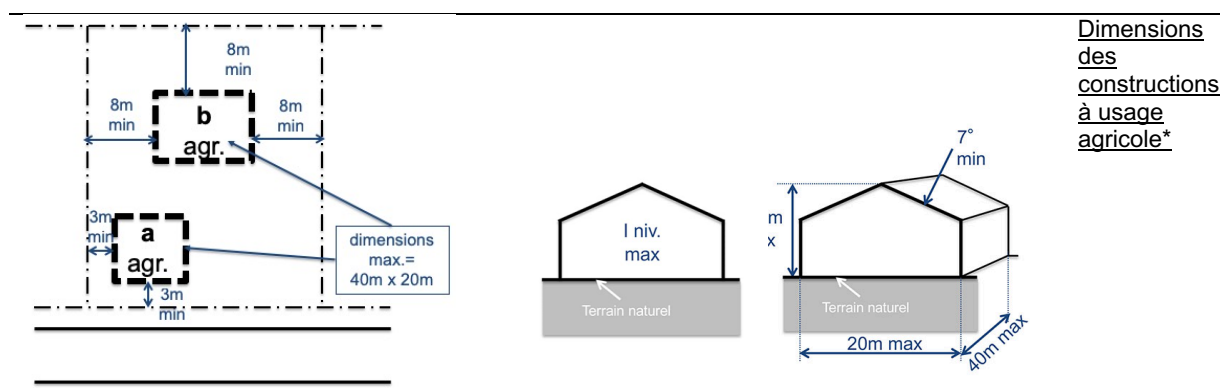 8m
min
8m
min
b
agr.
8m
min
3m
min
a
agr.
3m
min
dimensions
max.=
40m x 20m
I niv.
max
Terrain naturel
7°
min
m
x
Terrain naturel
20m max
40m max
Dimensions
des
constructions
à usage
agricole*